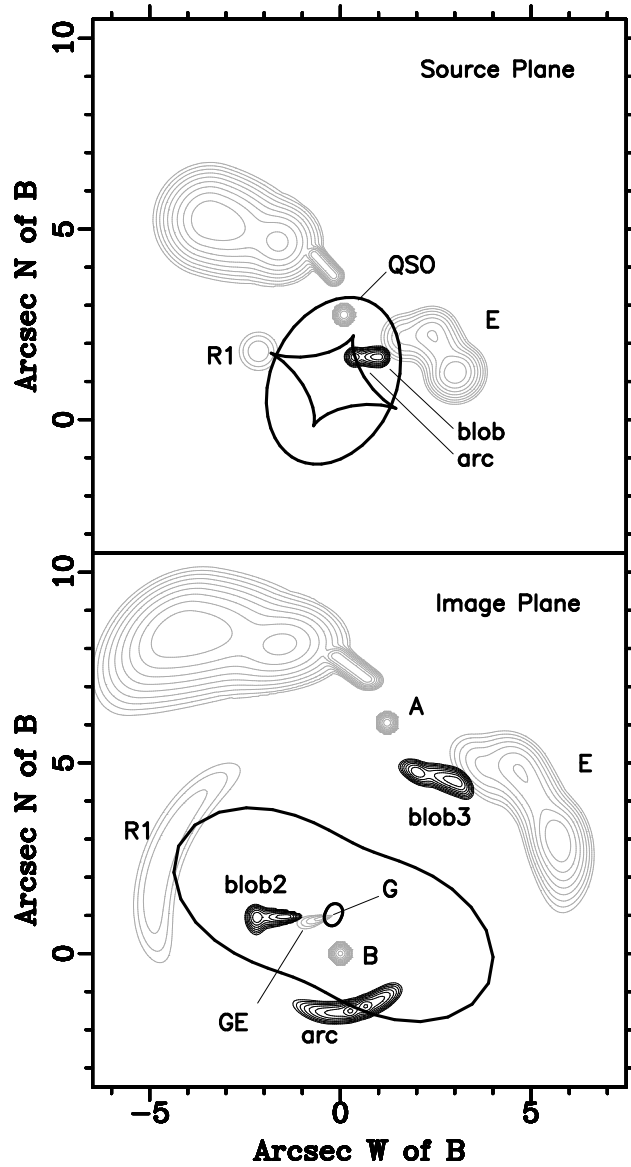 10
Source Plane
5
QSO
E
R1
0
blob
arc
Arcsec N of B
10
Image Plane
A
5
E
blob3
R1
blob2
G
0
B
GE
arc
Arcsec N of B
−5 0 5
Arcsec W of B